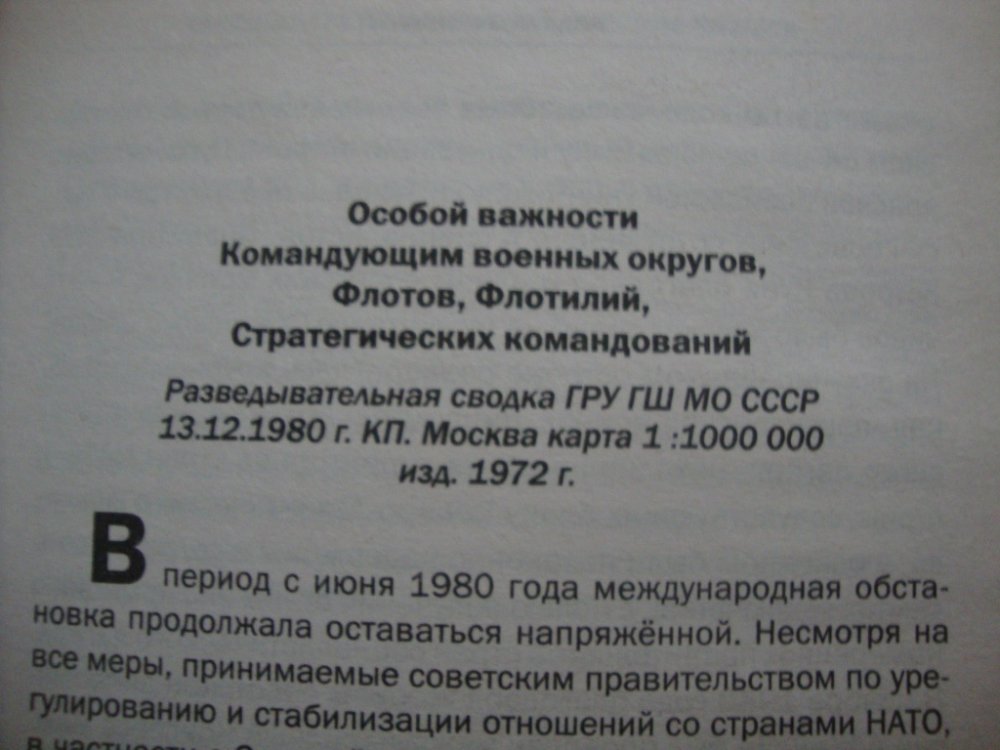 Особой важности
Командующим военных округов,
Флотов, Флотилий,
Стратегических командований
Разведывательная сводка ГРУ ГШ МО СССР
13.12.1980 г. КП. Москва карта 1 :1000 000
изд. 1972 г.
В период с июня 1980 года международная обста-
новка продолжала оставаться напряжённой. Несмотря на
все меры, принимаемые советским правительством по уре-
гулированию и стабилизации отношений со странами НАТО,
в частности с